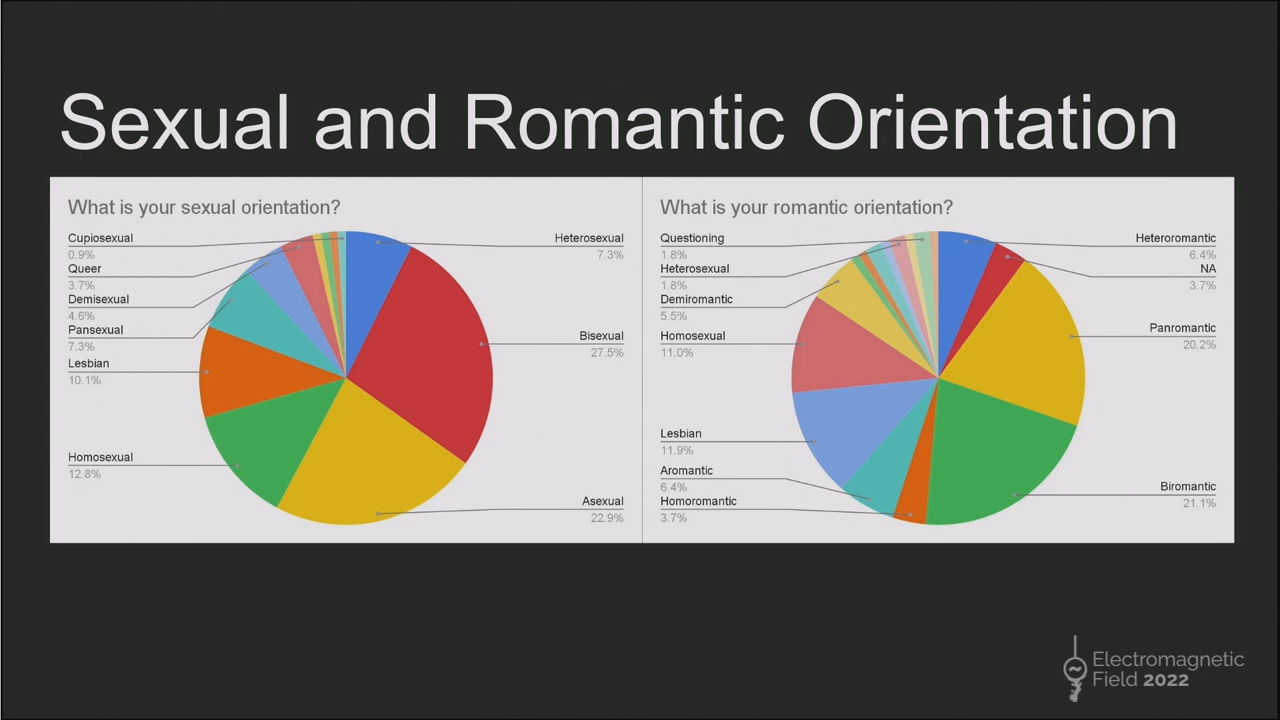 Sexual and Romantic Orientation
What is your sexual orientation?
Cupiosexual
0.9%
Queer
3.7%
Demisexual
4.6%
Pansexual
7.3%
Lesbian
10.1%
Homosexual
12.8%
Heterosexual
7.3%
Bisexual
27.5%
Asexual
22.9%
What is your romantic orientation?
Questioning
1.8%
Heterosexual
1.8%
Demiromantic
5.5%
Homosexual
11.0%
Lesbian
11.9%
Aromantic
6.4%
Homoromantic
3.7%
Heteroromantic
6.4%
NA
3.7%
Panromantic
20.2%
Biromantic
21.1%
Electromagnetic
Field 2022